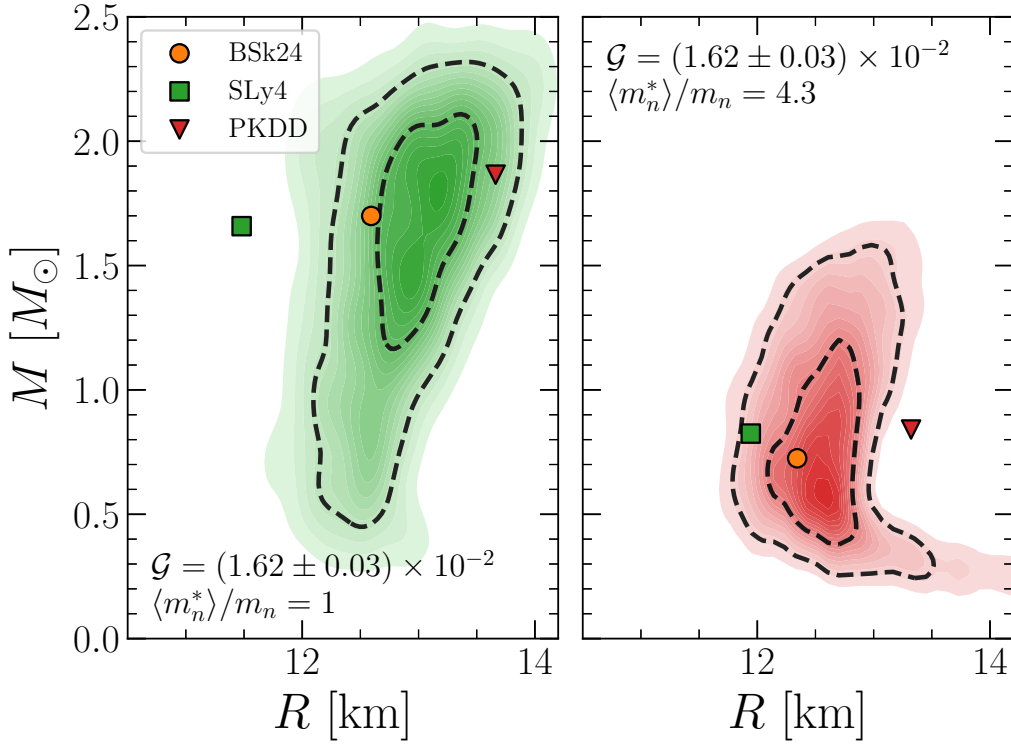 2.5
2.0
1.5
1.0
0.5
0.0
M [M⊙]
BSk24
SLy4
PKDD
𝒢 = (1.62 ± 0.03) × 10⁻²
⟨m*ₙ⟩/mₙ = 1
12
14
R [km]
𝒢 = (1.62 ± 0.03) × 10⁻²
⟨m*ₙ⟩/mₙ = 4.3
12
14
R [km]